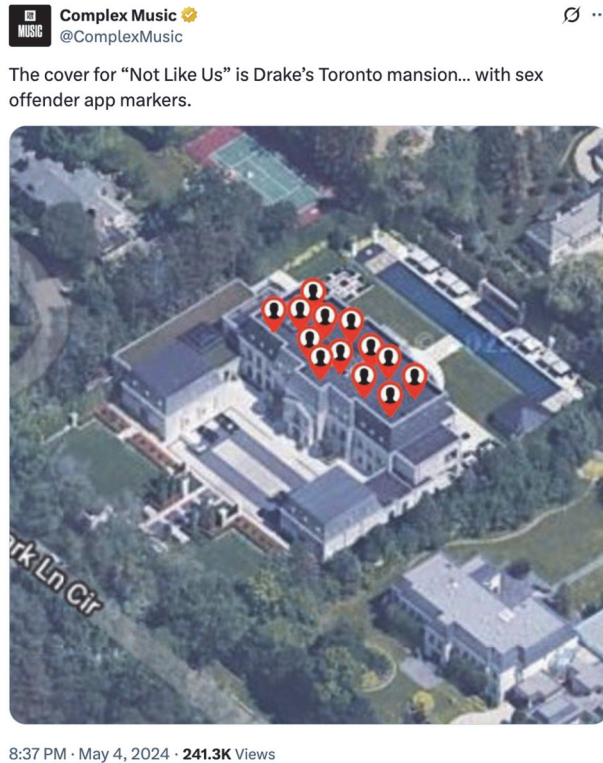 MUSIC
Complex Music
@ComplexMusic
The cover for “Not Like Us” is Drake’s Toronto mansion... with sex
offender app markers.
rk Ln Cir
8:37 PM · May 4, 2024 · 241.3K Views